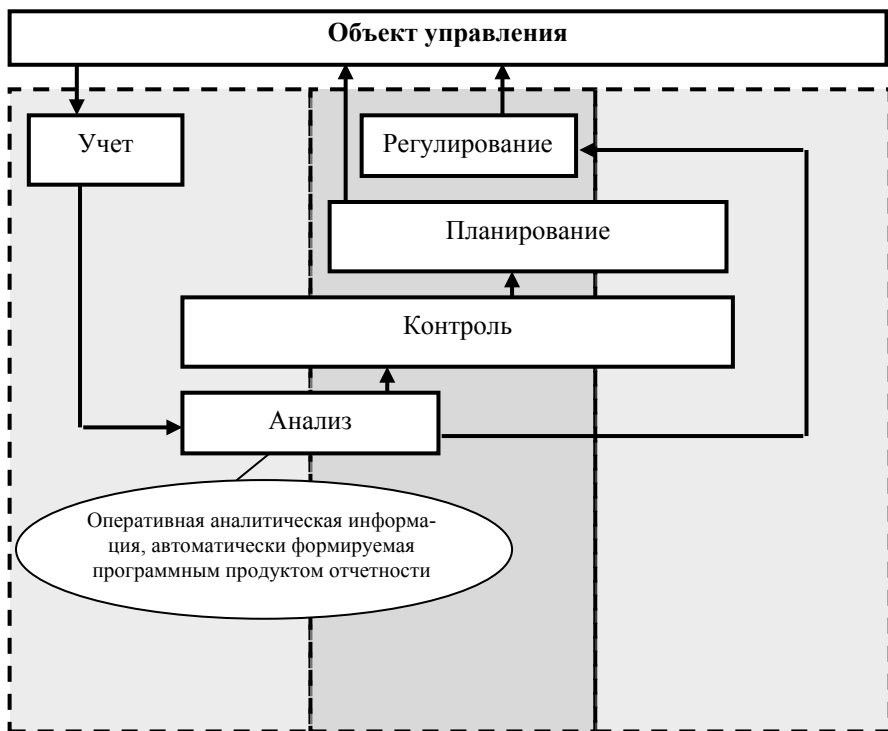 Объект управления
Учет
Регулирование
Планирование
Контроль
Анализ
Оперативная аналитическая информа-
ция, автоматически формируемая
программным продуктом отчетности